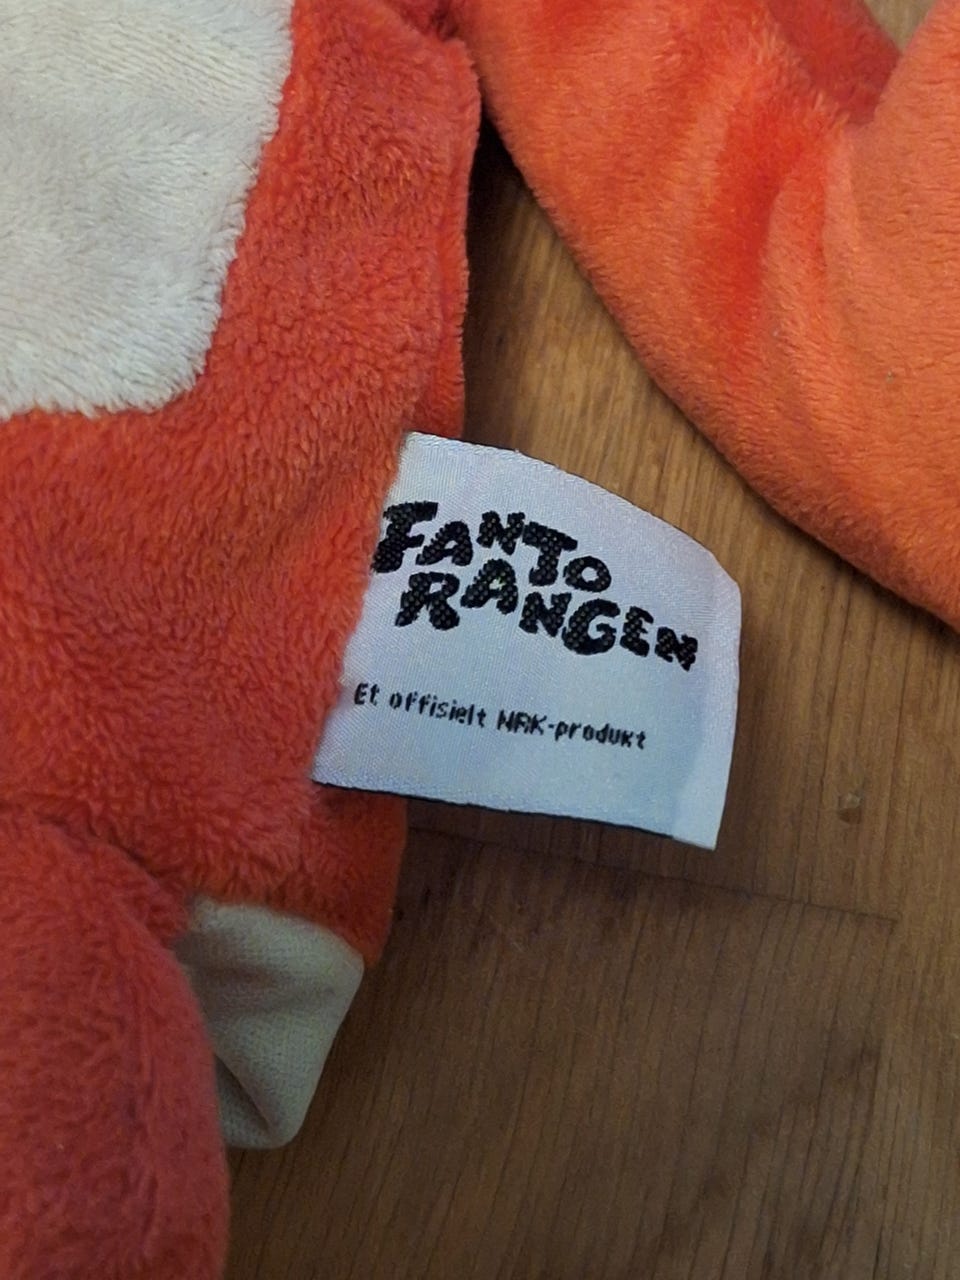 FANTO
RANGEN
Et offisielt NRK-produkt